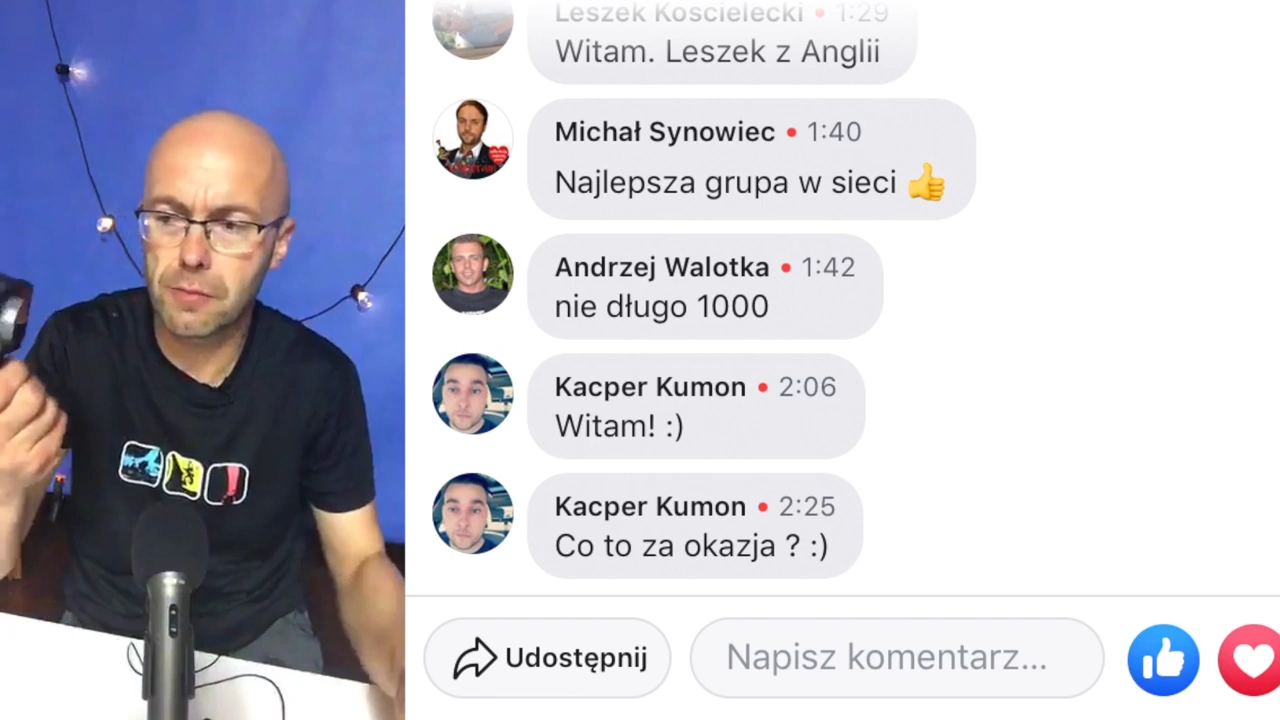 Leszek Koscielecki • 1:29
Witam. Leszek z Anglii
Michał Synowiec • 1:40
Najlepsza grupa w sieci 👍
Andrzej Walotka • 1:42
nie długo 1000
Kacper Kumon • 2:06
Witam! :)
Kacper Kumon • 2:25
Co to za okazja ? :)
Udostępnij
Napisz komentarz...